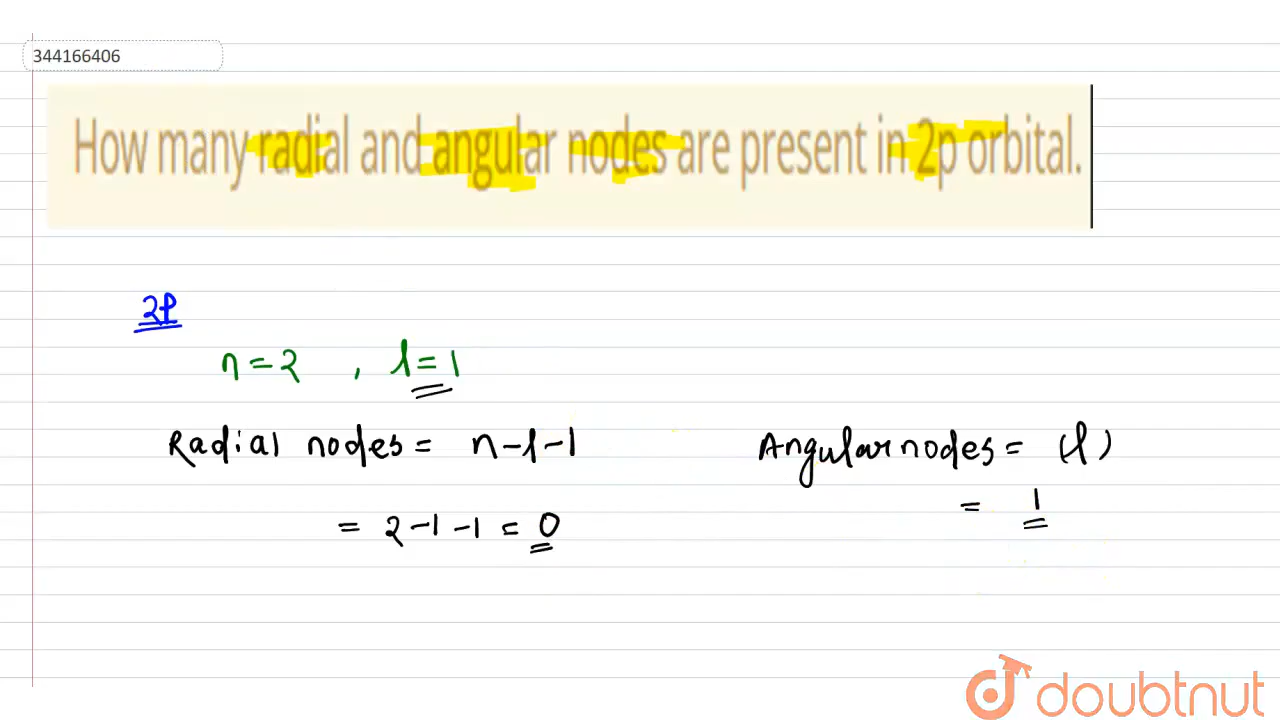 344166406
How many radial and angular nodes are present in 2p orbital.
2P
n = 2 , l = 1
Radial nodes = n - l - 1
= 2 - 1 - 1 = 0
Angular nodes = (l)
= 1
doubtnut